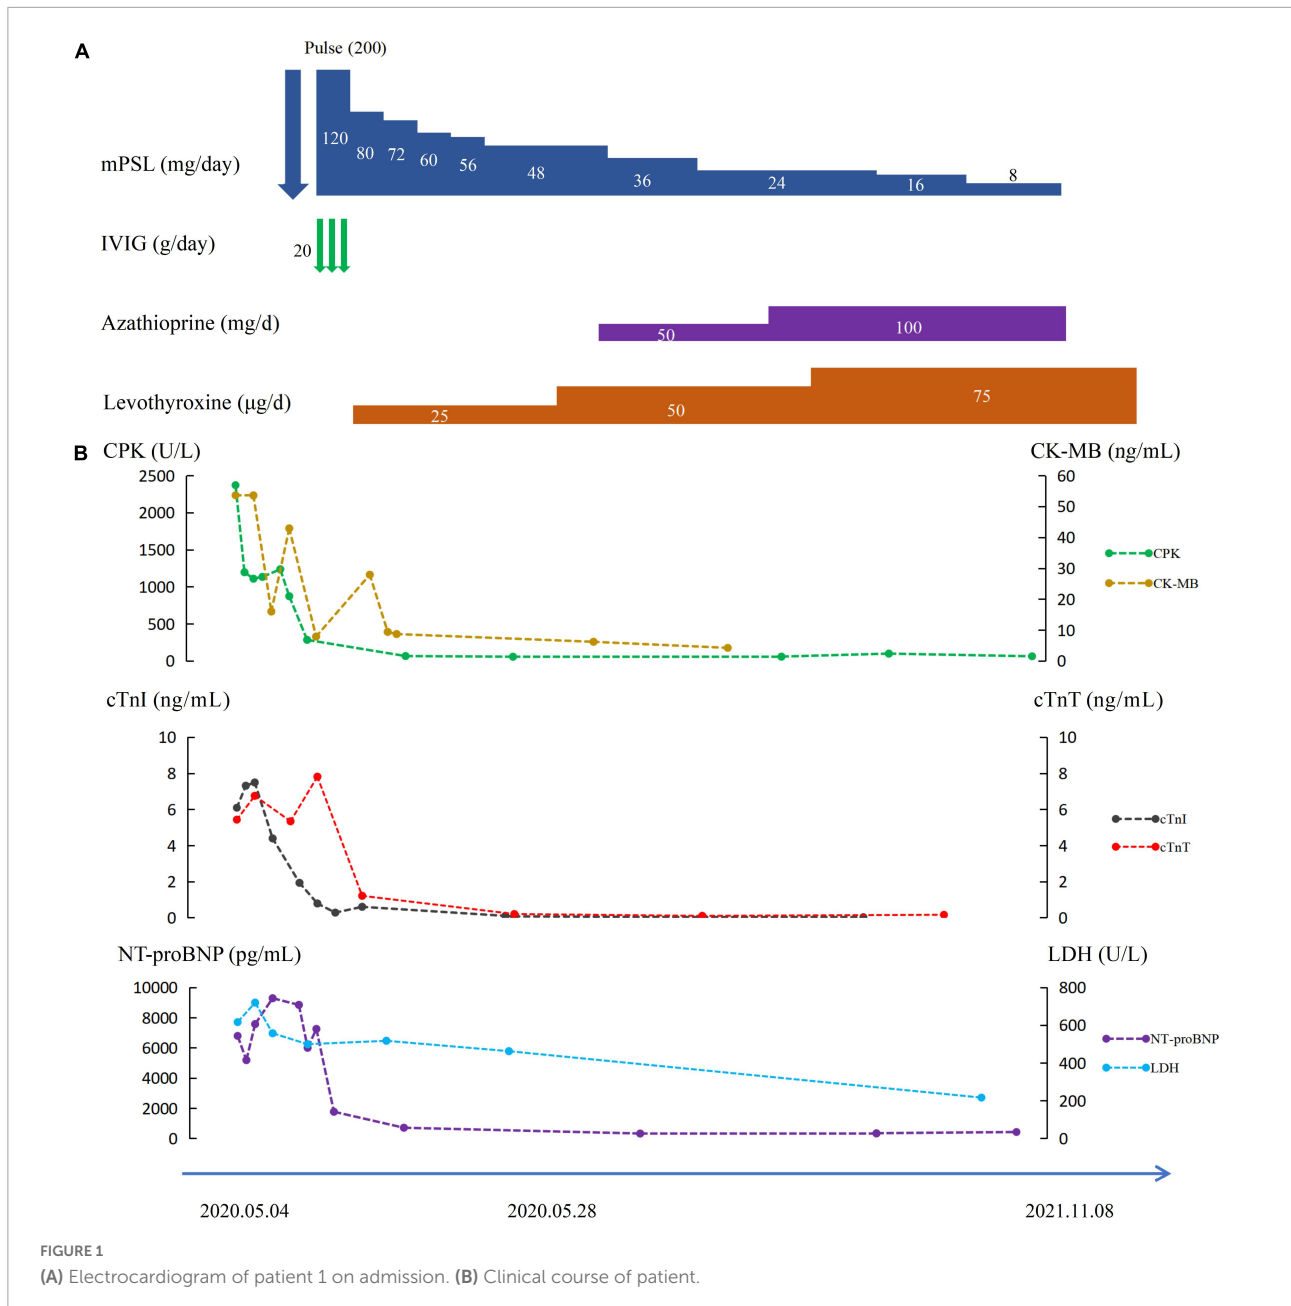 A
Pulse (200)
mPSL (mg/day)
120
80
72
60
56
48
36
24
16
8
IVIG (g/day)
20
Azathioprine (mg/d)
50
100
Levothyroxine (μg/d)
25
50
75
B
CPK (U/L)
CK-MB (ng/mL)
2500
2000
1500
1000
500
0
60
50
40
30
20
10
0
CPK
CK-MB
cTnI (ng/mL)
cTnT (ng/mL)
10
8
6
4
2
0
10
8
6
4
2
0
cTnI
cTnT
NT-proBNP (pg/mL)
LDH (U/L)
10000
8000
6000
4000
2000
0
800
600
400
200
0
NT-proBNP
LDH
2020.05.04
2020.05.28
2021.11.08
FIGURE 1
(A) Electrocardiogram of patient 1 on admission. (B) Clinical course of patient.